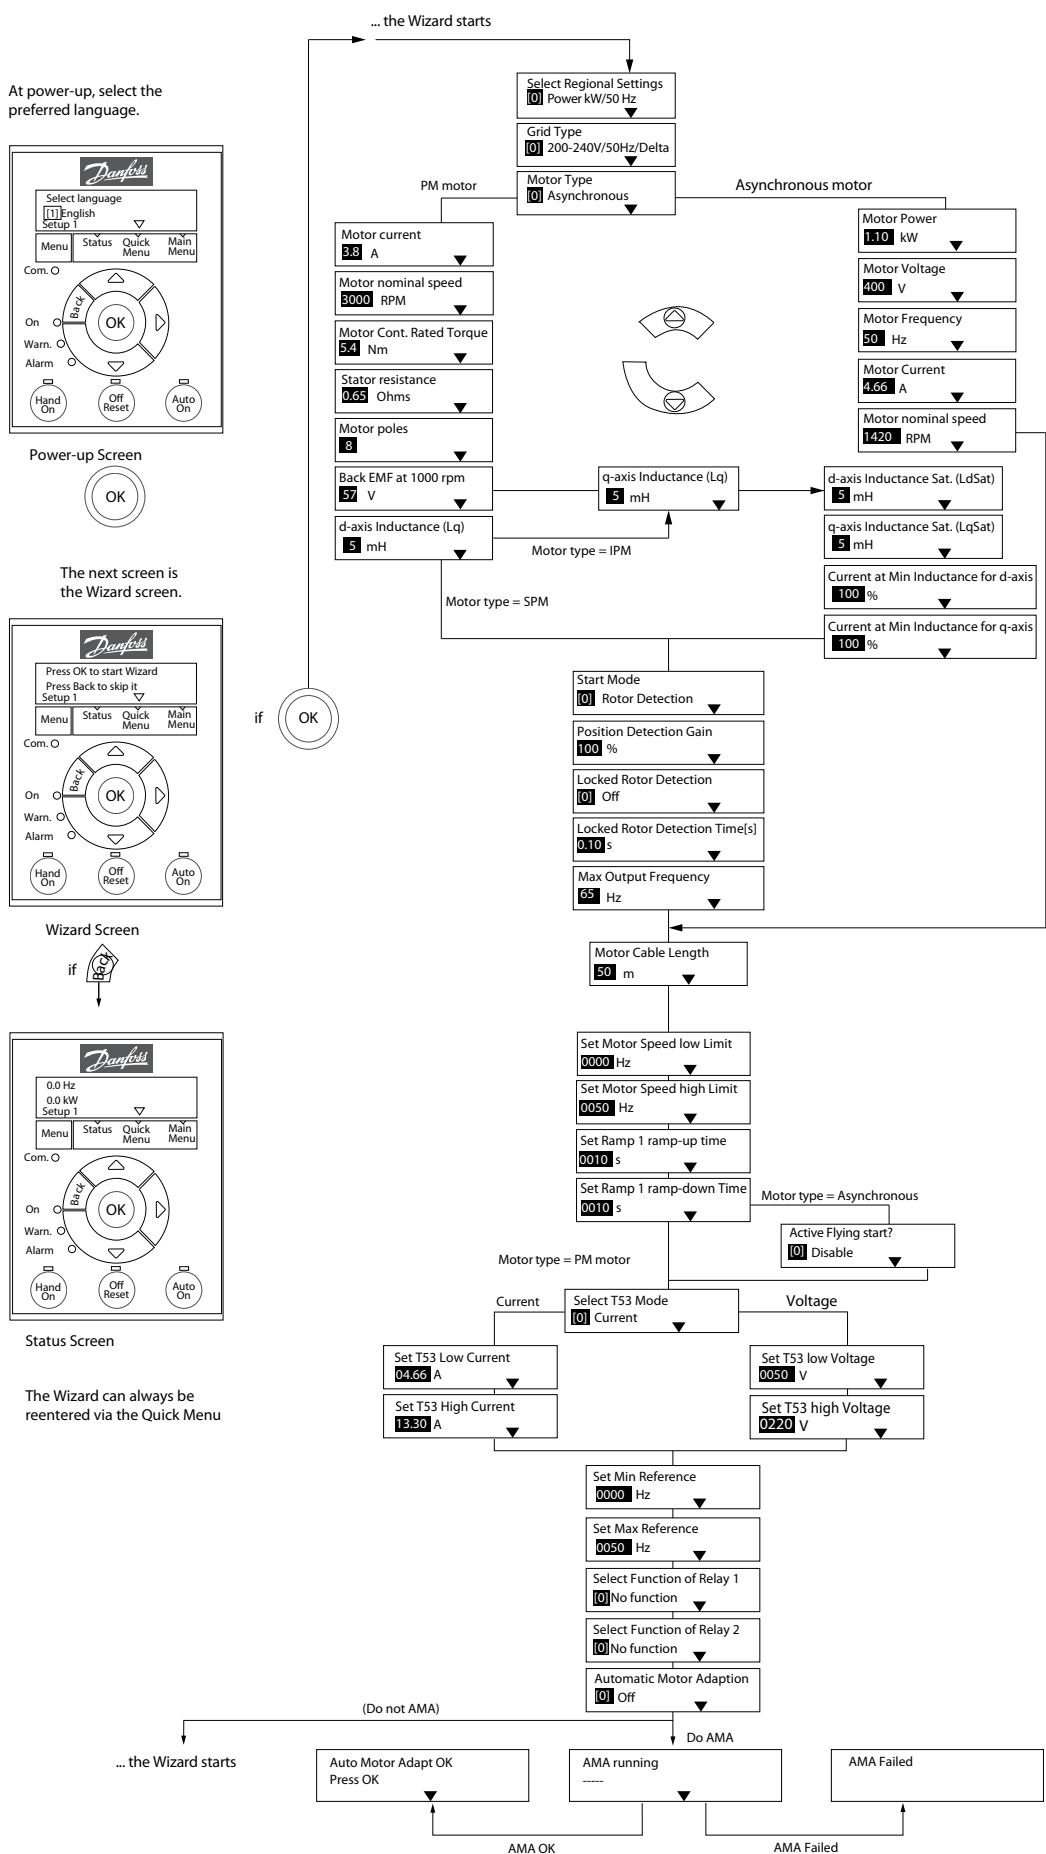 ... the Wizard starts
At power-up, select the
preferred language.
Danfoss
Select language
[1] English
Setup 1
Menu
Status
Quick
Menu
Main
Menu
Com.
Back
OK
On
Warn.
Alarm
Hand
On
Off
Reset
Auto
On
Power-up Screen
OK
The next screen is
the Wizard screen.
Danfoss
Press OK to start Wizard
Press Back to skip it
Setup 1
Menu
Status
Quick
Menu
Main
Menu
Com.
Back
OK
On
Warn.
Alarm
Hand
On
Off
Reset
Auto
On
Wizard Screen
if
Back
if
OK
Danfoss
0.0 Hz
0.0 kW
Setup 1
Menu
Status
Quick
Menu
Main
Menu
Com.
Back
OK
On
Warn.
Alarm
Hand
On
Off
Reset
Auto
On
Status Screen
The Wizard can always be
reentered via the Quick Menu
Select Regional Settings
[0] Power kW/50 Hz
Grid Type
[0] 200-240V/50Hz/Delta
Motor Type
[0] Asynchronous
PM motor
Asynchronous motor
Motor current
3.8 A
Motor nominal speed
3000 RPM
Motor Cont. Rated Torque
5.4 Nm
Stator resistance
0.65 Ohms
Motor poles
8
Back EMF at 1000 rpm
57 V
d-axis Inductance (Lq)
5 mH
Motor Power
1.10 kW
Motor Voltage
400 V
Motor Frequency
50 Hz
Motor Current
4.66 A
Motor nominal speed
1420 RPM
q-axis Inductance (Lq)
5 mH
Motor type = IPM
Motor type = SPM
d-axis Inductance Sat. (LdSat)
5 mH
q-axis Inductance Sat. (LqSat)
5 mH
Current at Min Inductance for d-axis
100 %
Current at Min Inductance for q-axis
100 %
Start Mode
[0] Rotor Detection
Position Detection Gain
100 %
Locked Rotor Detection
[0] Off
Locked Rotor Detection Time[s]
0.10 s
Max Output Frequency
65 Hz
Motor Cable Length
50 m
Set Motor Speed low Limit
0000 Hz
Set Motor Speed high Limit
0050 Hz
Set Ramp 1 ramp-up time
0010 s
Set Ramp 1 ramp-down Time
0010 s
Motor type = Asynchronous
Active Flying start?
[0] Disable
Motor type = PM motor
Current
Select T53 Mode
[0] Current
Voltage
Set T53 Low Current
04.66 A
Set T53 High Current
13.30 A
Set T53 low Voltage
0050 V
Set T53 high Voltage
0220 V
Set Min Reference
0000 Hz
Set Max Reference
0050 Hz
Select Function of Relay 1
[0] No function
Select Function of Relay 2
[0] No function
Automatic Motor Adaption
[0] Off
(Do not AMA)
Do AMA
... the Wizard starts
Auto Motor Adapt OK
Press OK
AMA running
-----
AMA Failed
AMA OK
AMA Failed